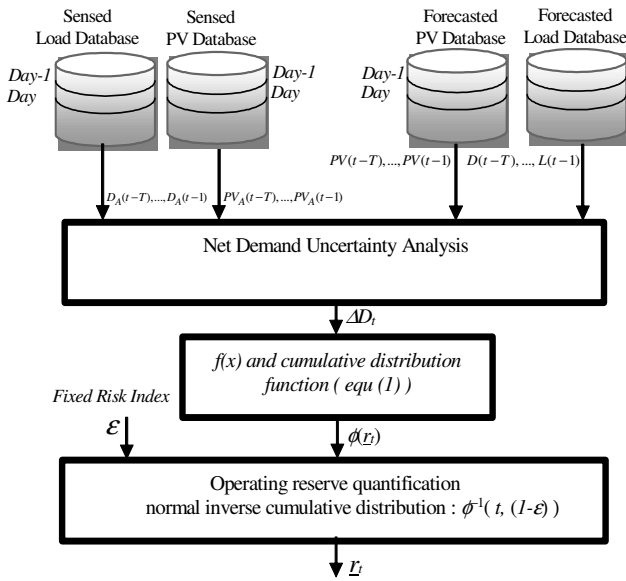 Sensed
Load Database
Sensed
PV Database
Forecasted
PV Database
Forecasted
Load Database
Day-1
Day
Day-1
Day
Day-1
Day
D_A(t−T),...,D_A(t−1)
PV_A(t−T),...,PV_A(t−1)
PV(t−T),...,PV(t−1)
D(t−T),...,L(t−1)
Net Demand Uncertainty Analysis
ΔD_t
f(x) and cumulative distribution
function ( equ (1) )
Fixed Risk Index
ε
ϕ(r_t)
Operating reserve quantification
normal inverse cumulative distribution : ϕ⁻¹( t, (1-ε) )
r_t